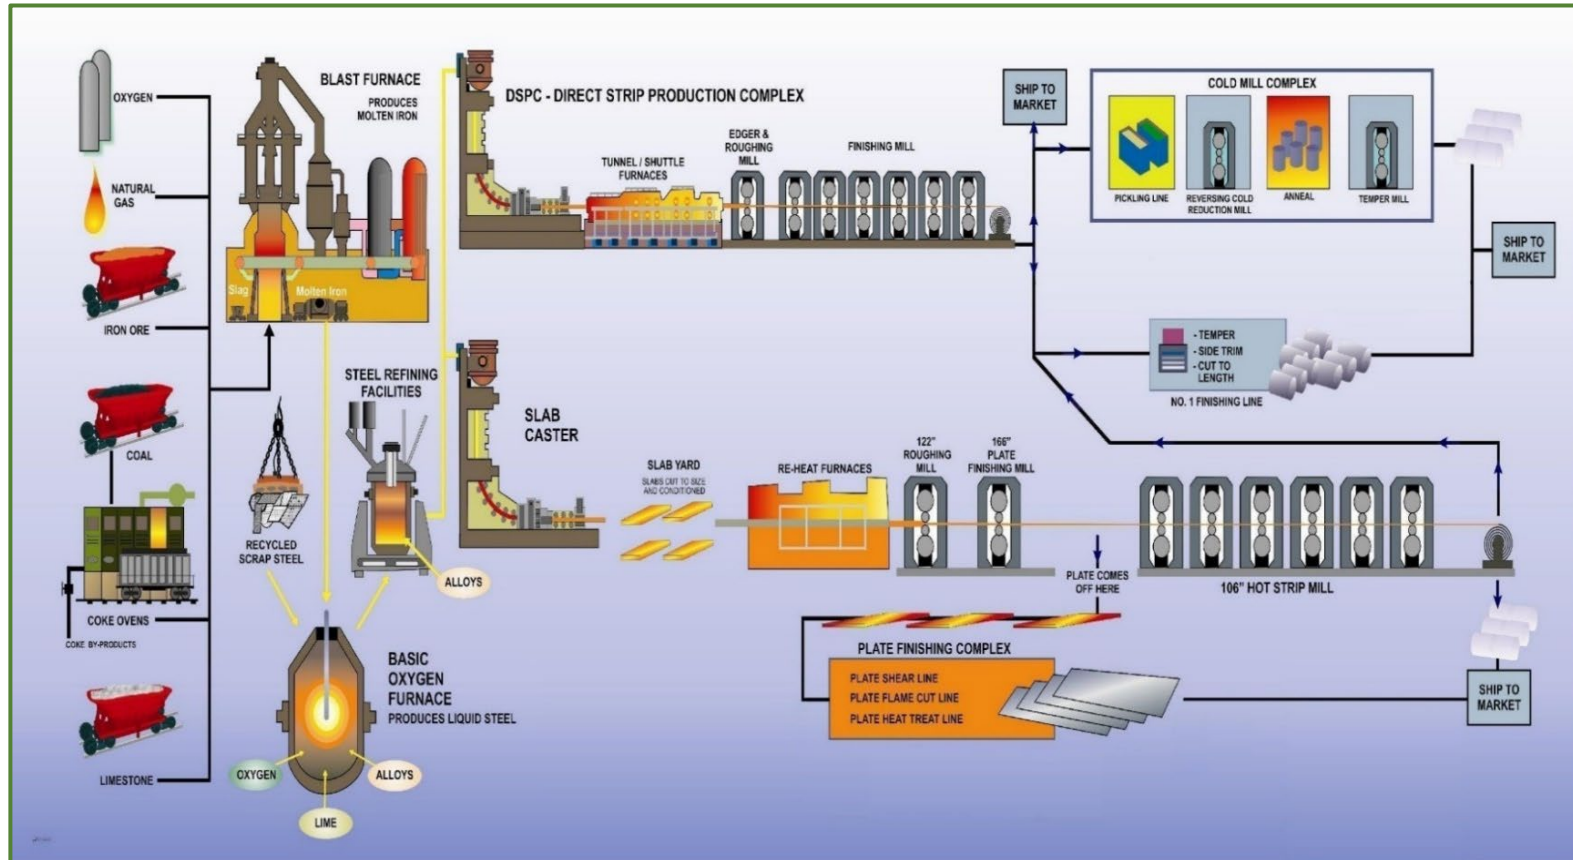 OXYGEN
NATURAL
GAS
IRON ORE
COAL
COKE OVENS
COKE BY-PRODUCTS
LIMESTONE
BLAST FURNACE
PRODUCES
MOLTEN IRON
Slag
Molten Iron
RECYCLED
SCRAP STEEL
STEEL REFINING
FACILITIES
ALLOYS
BASIC
OXYGEN
FURNACE
PRODUCES LIQUID STEEL
OXYGEN
ALLOYS
LIME
DSPC - DIRECT STRIP PRODUCTION COMPLEX
TUNNEL / SHUTTLE
FURNACES
EDGER &
ROUGHING
MILL
FINISHING MILL
SHIP TO
MARKET
COLD MILL COMPLEX
PICKLING LINE
REVERSING COLD
REDUCTION MILL
ANNEAL
TEMPER MILL
SHIP TO
MARKET
- TEMPER
- SIDE TRIM
- CUT TO
LENGTH
NO. 1 FINISHING LINE
SLAB
CASTER
SLAB YARD
SLABS CUT TO SIZE
AND CONDITIONED
RE-HEAT FURNACES
122"
ROUGHING
MILL
166"
PLATE
FINISHING MILL
PLATE COMES
OFF HERE
106" HOT STRIP MILL
PLATE FINISHING COMPLEX
PLATE SHEAR LINE
PLATE FLAME CUT LINE
PLATE HEAT TREAT LINE
SHIP TO
MARKET